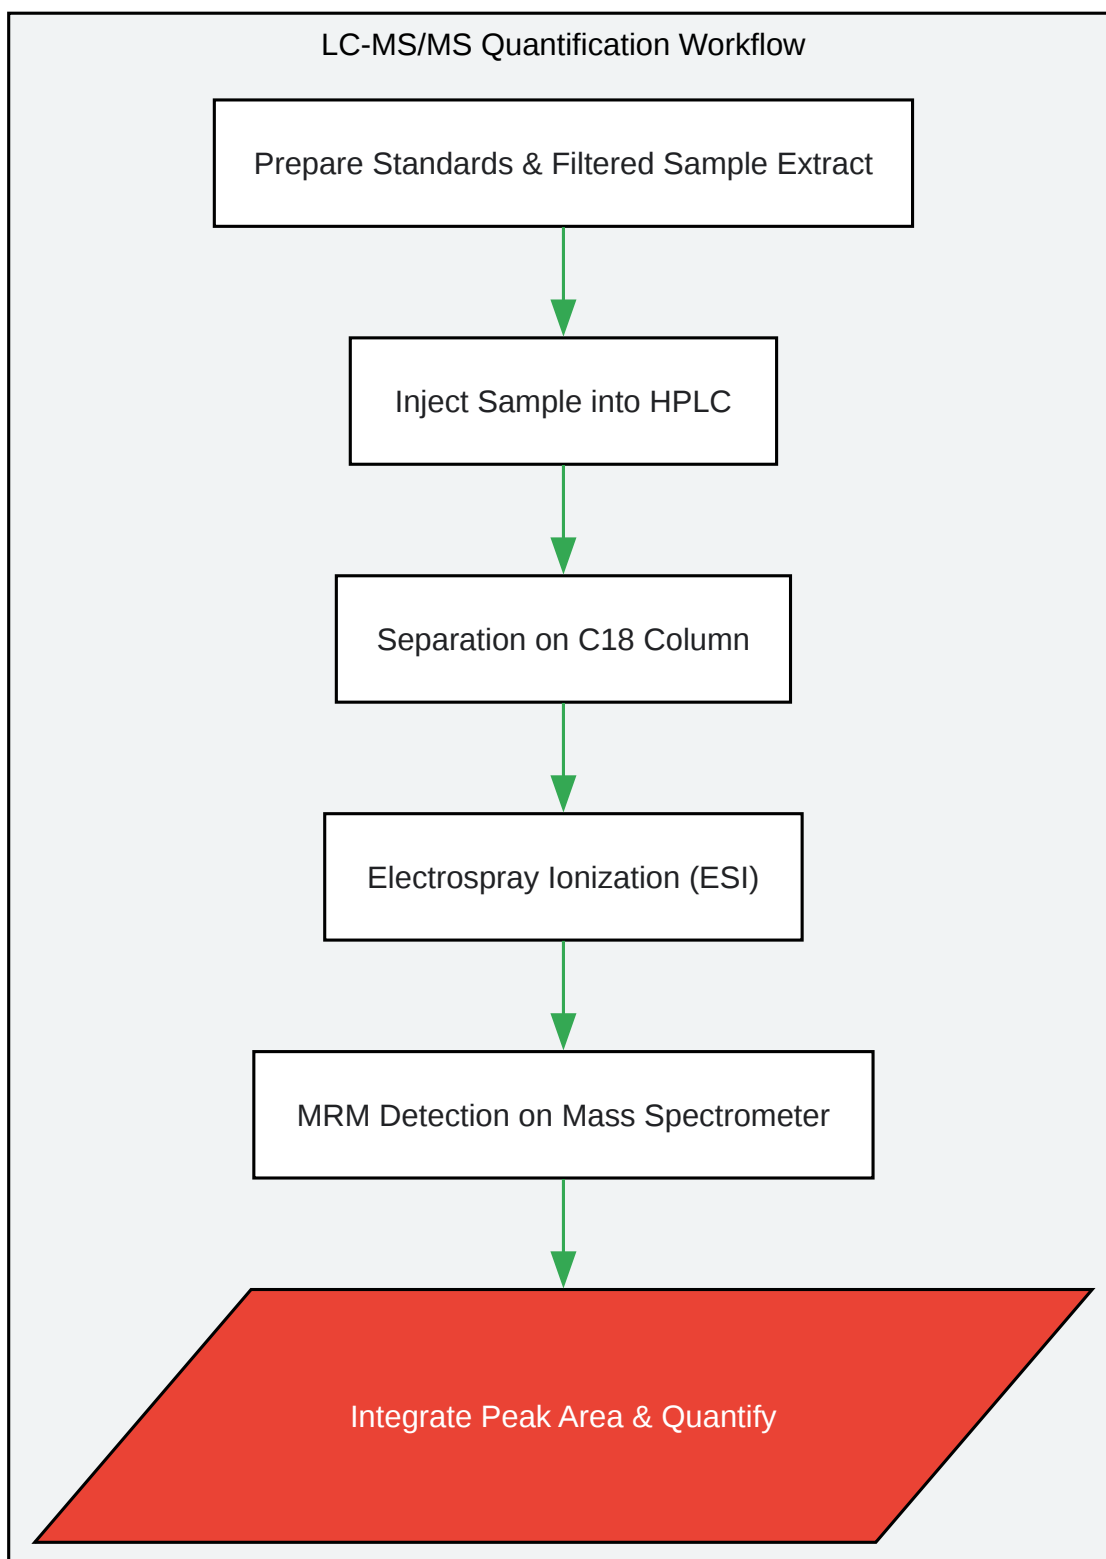 LC-MS/MS Quantification Workflow
Prepare Standards & Filtered Sample Extract
Inject Sample into HPLC
Separation on C18 Column
Electrospray Ionization (ESI)
MRM Detection on Mass Spectrometer
Integrate Peak Area & Quantify